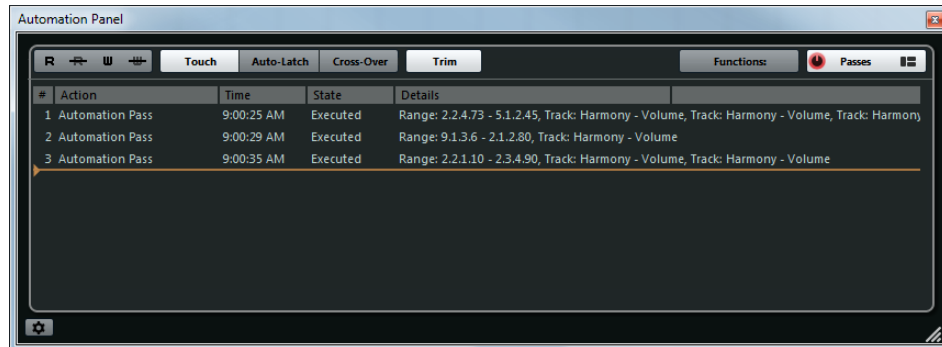 Automation Panel
R R W W Touch Auto-Latch Cross-Over Trim Functions: Passes
# Action Time State Details
1 Automation Pass 9:00:25 AM Executed Range: 2.2.4.73 - 5.1.2.45, Track: Harmony - Volume, Track: Harmony - Volume, Track: Harmony
2 Automation Pass 9:00:29 AM Executed Range: 9.1.3.6 - 2.1.2.80, Track: Harmony - Volume
3 Automation Pass 9:00:35 AM Executed Range: 2.2.1.10 - 2.3.4.90, Track: Harmony - Volume, Track: Harmony - Volume